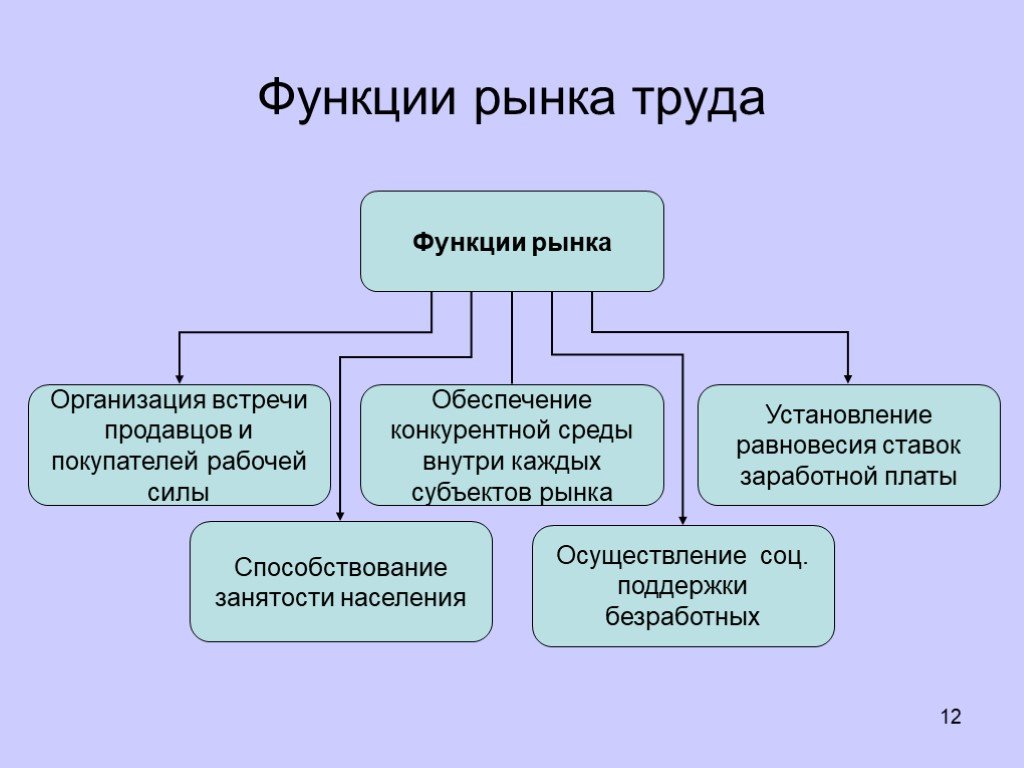 Функции рынка труда
Функции рынка
Организация встречи
продавцов и
покупателей рабочей
силы
Обеспечение
конкурентной среды
внутри каждых
субъектов рынка
Установление
равновесия ставок
заработной платы
Способствование
занятости населения
Осуществление  соц.
поддержки
безработных
12